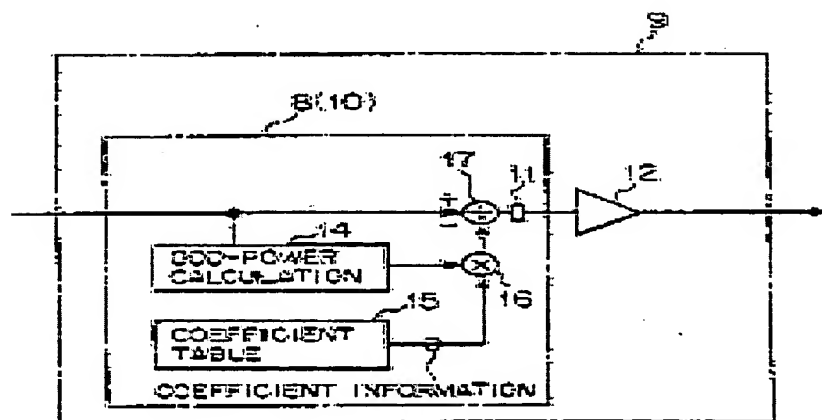 9
8(10)
17
11
12
14
ODD-POWER
CALCULATION
16
15
COEFFICIENT
TABLE
COEFFICIENT INFORMATION